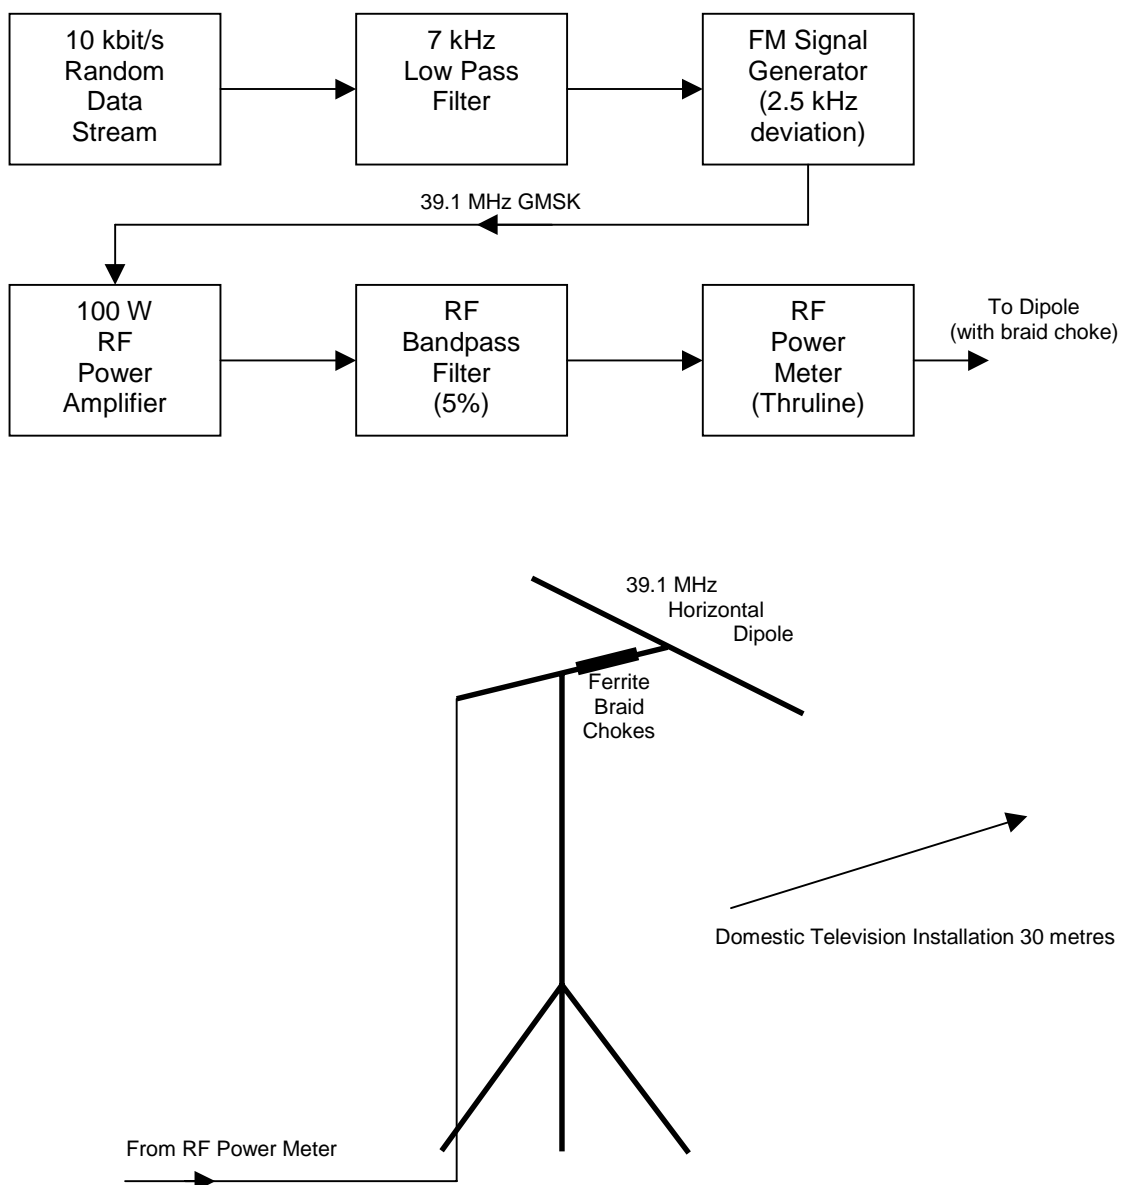 10 kbit/s
Random
Data
Stream
7 kHz
Low Pass
Filter
FM Signal
Generator
(2.5 kHz
deviation)
39.1 MHz GMSK
100 W
RF
Power
Amplifier
RF
Bandpass
Filter
(5%)
RF
Power
Meter
(Thruline)
To Dipole
(with braid choke)
39.1 MHz
Horizontal
Dipole
Ferrite
Braid
Chokes
Domestic Television Installation 30 metres
From RF Power Meter